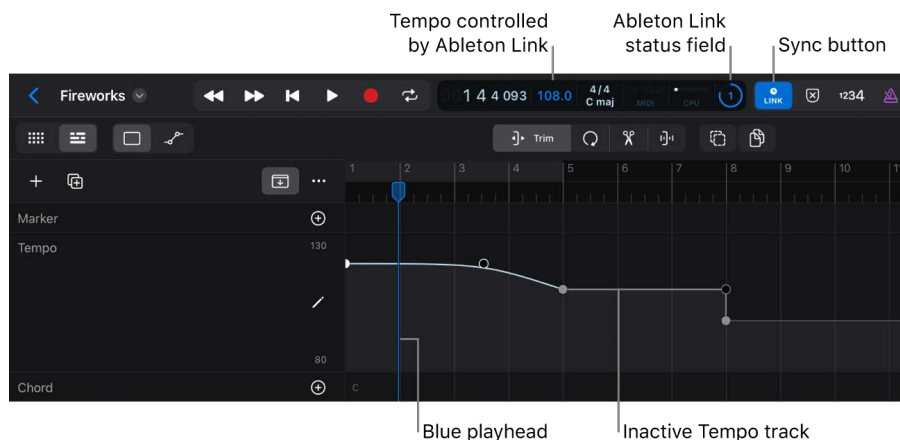 Tempo controlled
by Ableton Link
Ableton Link
status field
Sync button
Fireworks
1 4 4 093 108.0 4/4
C maj
MIDI CPU 1 LINK 1234
Trim
1 2 3 4 5 6 7 8 9 10 11
Marker
Tempo 130
80
Chord C
Blue playhead
Inactive Tempo track